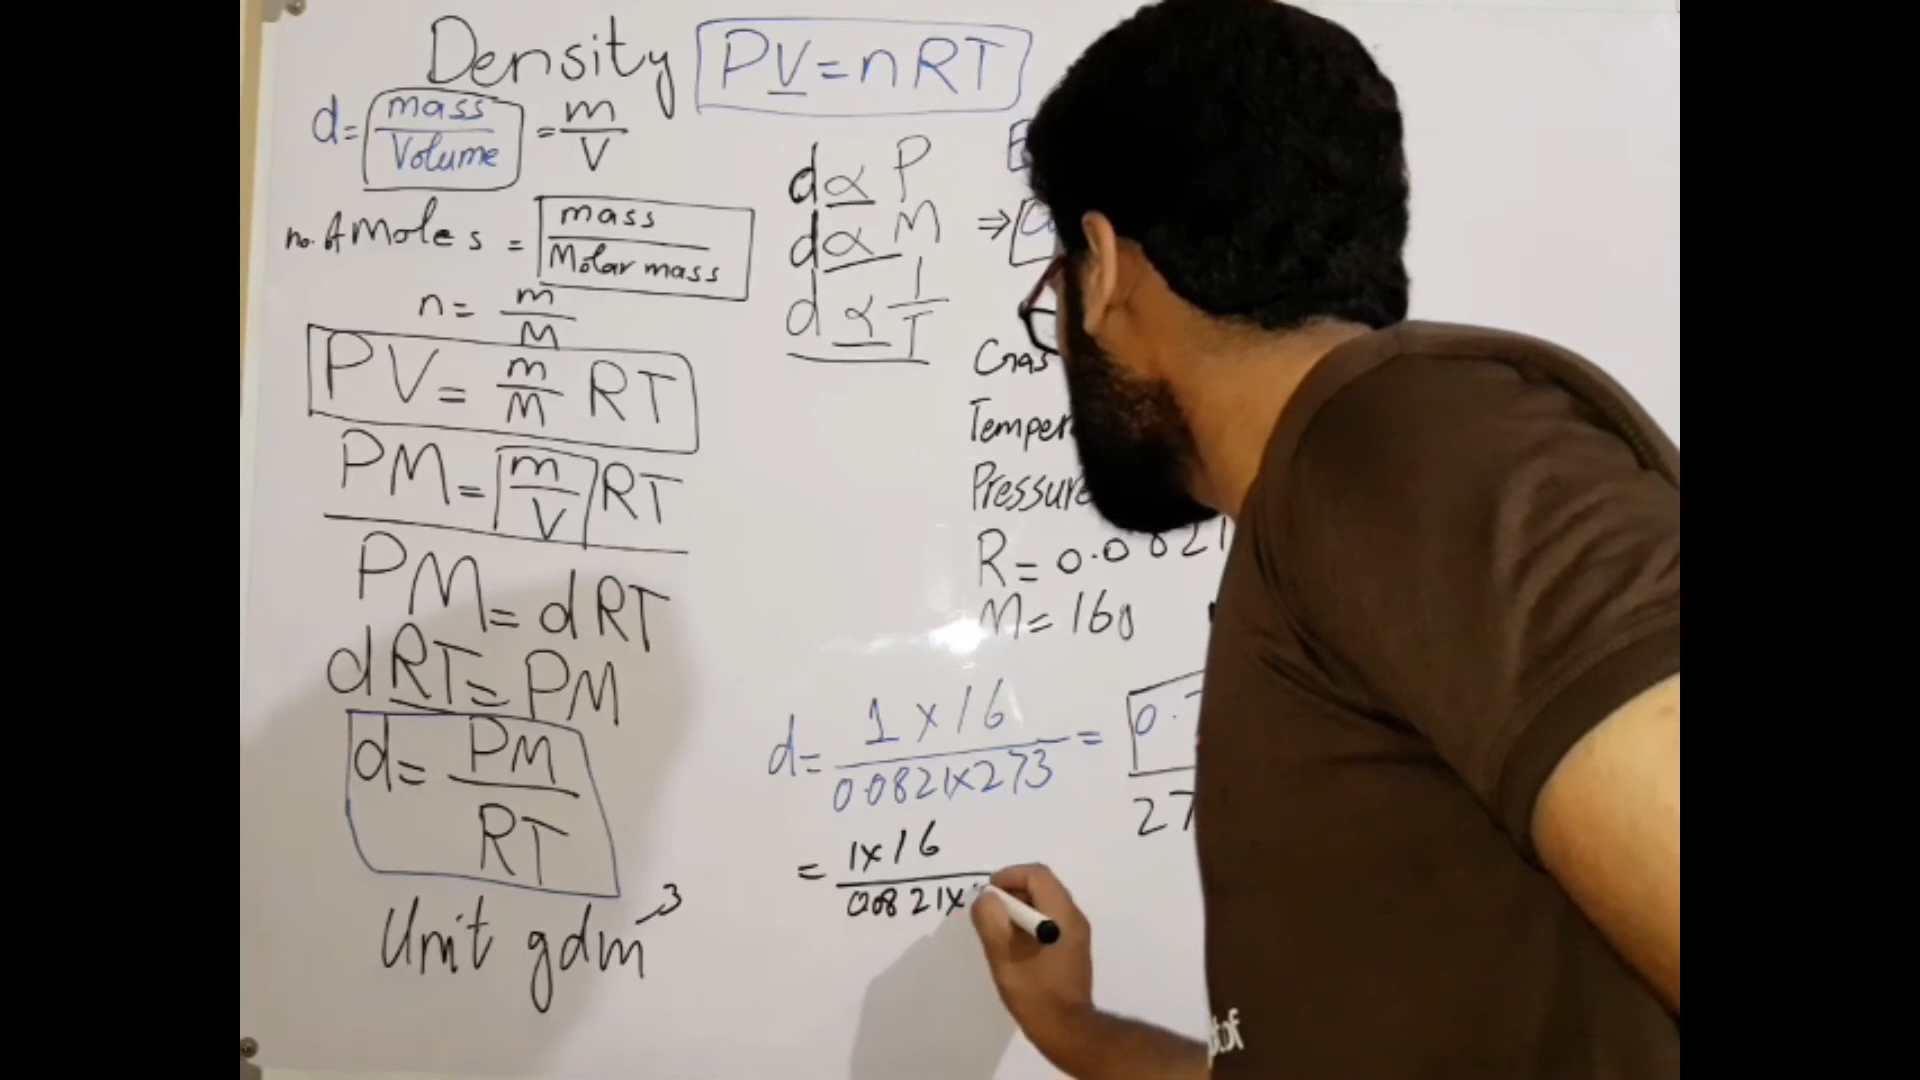 Density PV=nRT
d= mass/Volume = m/V
no. of Moles = mass/Molar mass
n= m/M
PV= m/M RT
PM= m/V RT
PM= dRT
dRT= PM
d= PM/RT
Unit gdm⁻³
d ∝ P
d ∝ M
d ∝ 1/T
⇒
Gas
Pressure
R= 0.0821
M= 16g
d= 1×16/0.0821×273 =
= 1×16/0.0821×